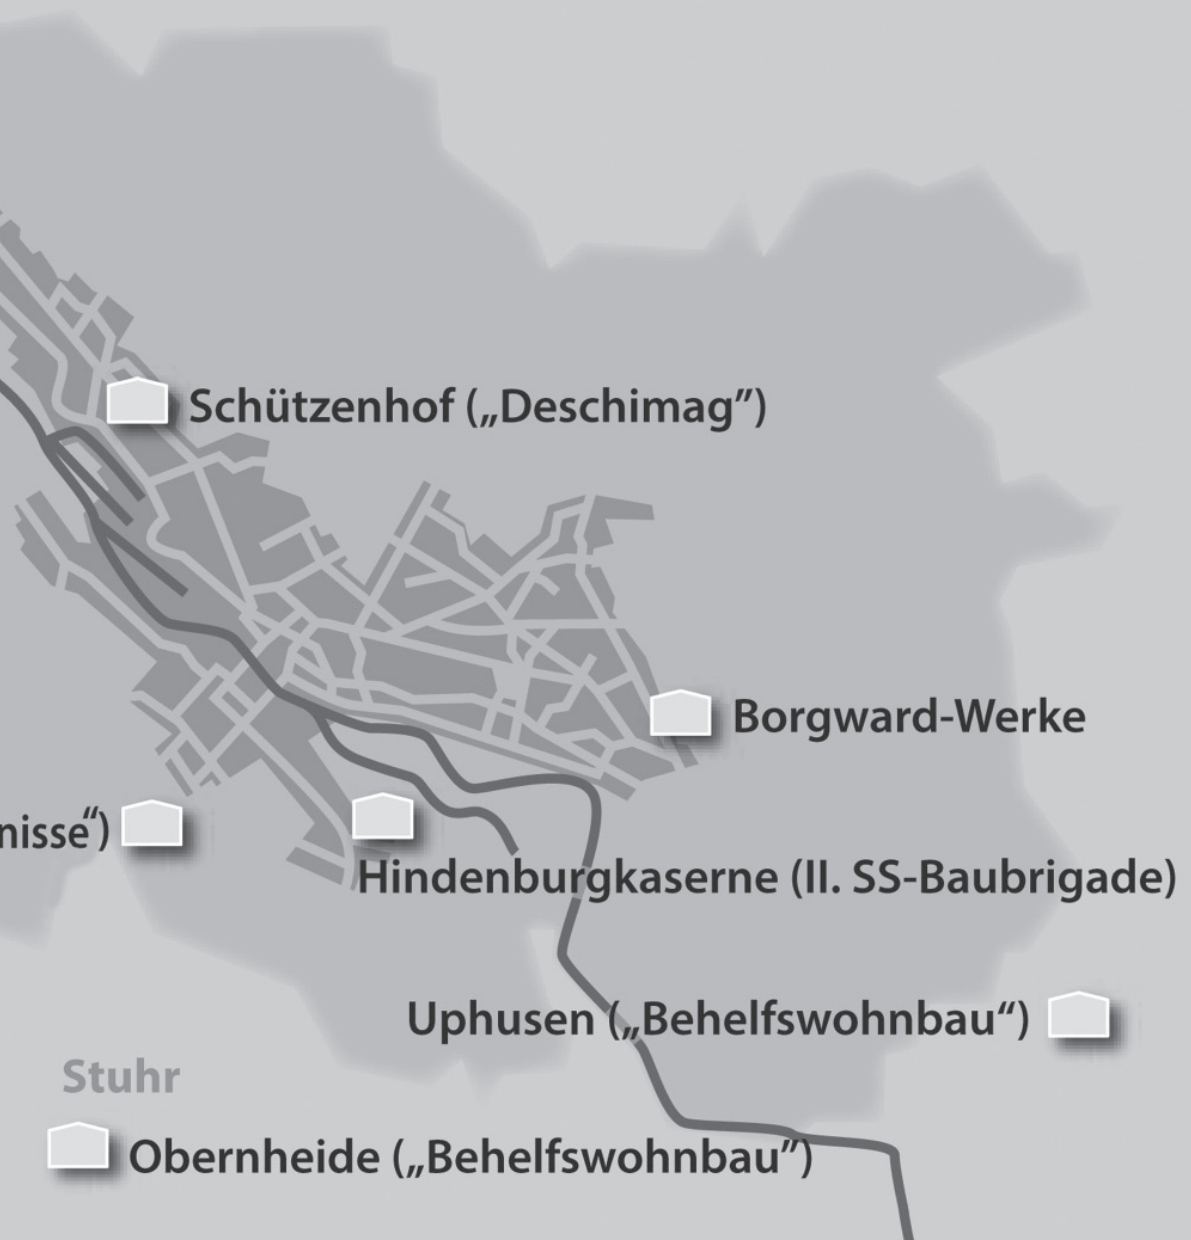 Schützenhof („Deschimag”)
Borgward-Werke
nisse“)
Hindenburgkaserne (II. SS-Baubrigade)
Uphusen („Behelfswohnbau“)
Stuhr
Obernheide („Behelfswohnbau”)